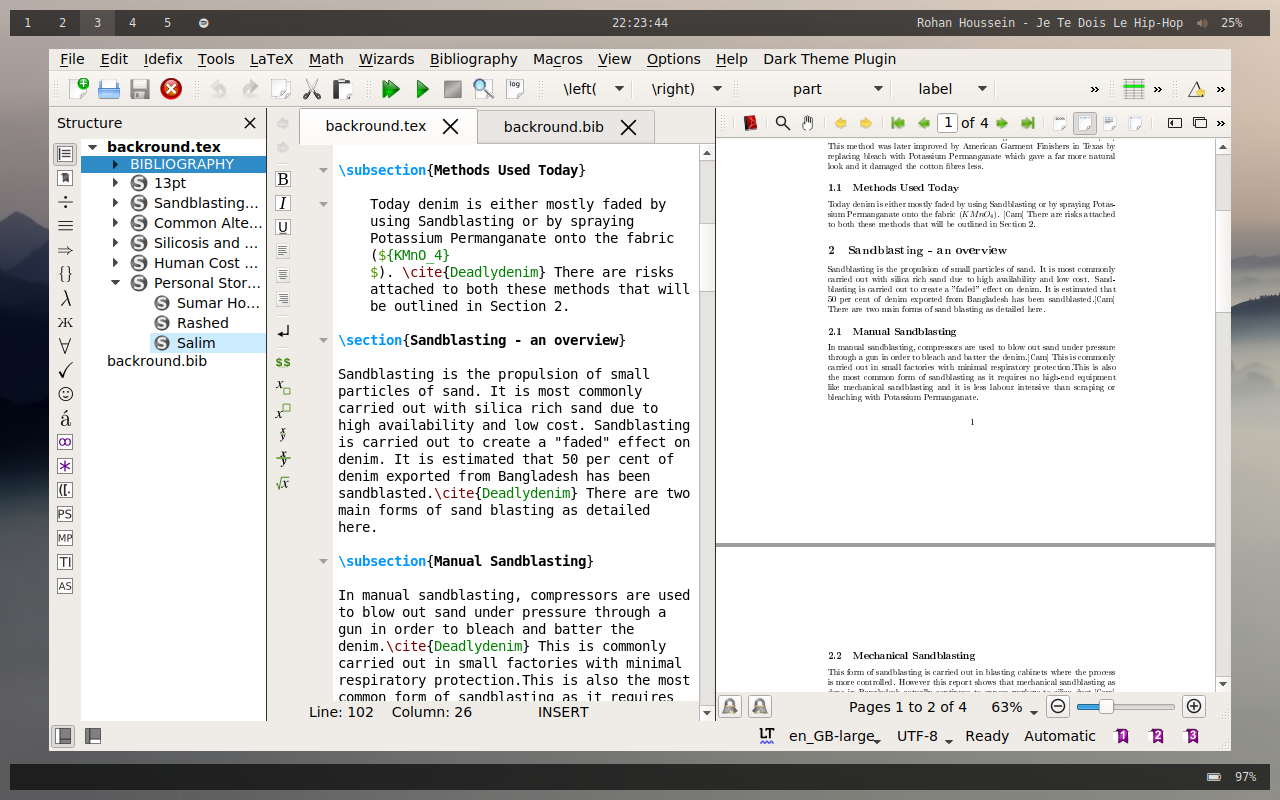 1 2 3 4 5
22:23:44
Rohan Houssein - Je Te Dois Le Hip-Hop 25%
File Edit Idefix Tools LaTeX Math Wizards Bibliography Macros View Options Help Dark Theme Plugin
log \left( \right) part label » » »
Structure
backround.tex
BIBLIOGRAPHY
13pt
Sandblasting...
Common Alte...
Silicosis and ...
Human Cost ...
Personal Stor...
Sumar Ho...
Rashed
Salim
backround.bib
PS
MP
TI
AS
backround.tex
backround.bib
B
I
U
$$
\subsection{Methods Used Today}
Today denim is either mostly faded by
using Sandblasting or by spraying
Potassium Permanganate onto the fabric
(${KMnO_4}
$). \cite{Deadlydenim} There are risks
attached to both these methods that will
be outlined in Section 2.
\section{Sandblasting - an overview}
Sandblasting is the propulsion of small
particles of sand. It is most commonly
carried out with silica rich sand due to
high availability and low cost. Sandblasting
is carried out to create a "faded" effect on
denim. It is estimated that 50 per cent of
denim exported from Bangladesh has been
sandblasted.\cite{Deadlydenim} There are two
main forms of sand blasting as detailed
here.
\subsection{Manual Sandblasting}
In manual sandblasting, compressors are used
to blow out sand under pressure through a
gun in order to bleach and batter the
denim.\cite{Deadlydenim} This is commonly
carried out in small factories with minimal
respiratory protection.This is also the most
common form of sandblasting as it requires
Line: 102 Column: 26 INSERT
1 of 4 »
This method was later improved by American Garment Finishers in Texas by
replacing bleach with Potassium Permanganate which gave a far more natural
look and it damaged the cotton fibres less.
1.1 Methods Used Today
Today denim is either mostly faded by using Sandblasting or by spraying Potas-
sium Permanganate onto the fabric (KMnO4). [Cam] There are risks attached
to both these methods that will be outlined in Section 2.
2 Sandblasting - an overview
Sandblasting is the propulsion of small particles of sand. It is most commonly
carried out with silica rich sand due to high availability and low cost. Sand-
blasting is carried out to create a "faded" effect on denim. It is estimated that
50 per cent of denim exported from Bangladesh has been sandblasted.[Cam]
There are two main forms of sand blasting as detailed here.
2.1 Manual Sandblasting
In manual sandblasting, compressors are used to blow out sand under pressure
through a gun in order to bleach and batter the denim.[Cam] This is commonly
carried out in small factories with minimal respiratory protection.This is also
the most common form of sandblasting as it requires no high-end equipment
like mechanical sandblasting and it is less labour intensive than scraping or
bleaching with Potassium Permanganate.
1
2.2 Mechanical Sandblasting
This form of sandblasting is carried out in blasting cabinets where the process
is more controlled. However this report shows that mechanical sandblasting as
Pages 1 to 2 of 4 63%
LT en_GB-large UTF-8 Ready Automatic 1 2 3
97%